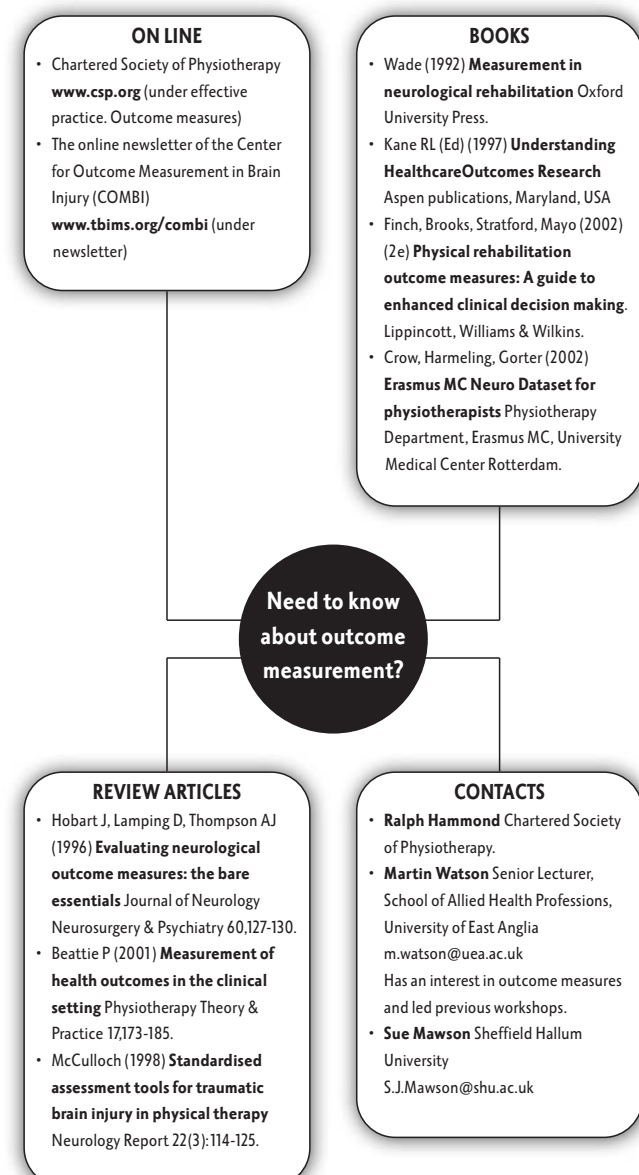 ON LINE
• Chartered Society of Physiotherapy
www.csp.org (under effective
practice. Outcome measures)
• The online newsletter of the Center
for Outcome Measurement in Brain
Injury (COMBI)
www.tbims.org/combi (under
newsletter)
BOOKS
• Wade (1992) Measurement in
neurological rehabilitation Oxford
University Press.
• Kane RL (Ed) (1997) Understanding
HealthcareOutcomes Research
Aspen publications, Maryland, USA
• Finch, Brooks, Stratford, Mayo (2002)
(2e) Physical rehabilitation
outcome measures: A guide to
enhanced clinical decision making.
Lippincott, Williams & Wilkins.
• Crow, Harmeling, Gorter (2002)
Erasmus MC Neuro Dataset for
physiotherapists Physiotherapy
Department, Erasmus MC, University
Medical Center Rotterdam.
Need to know
about outcome
measurement?
REVIEW ARTICLES
• Hobart J, Lamping D, Thompson AJ
(1996) Evaluating neurological
outcome measures: the bare
essentials Journal of Neurology
Neurosurgery & Psychiatry 60,127-130.
• Beattie P (2001) Measurement of
health outcomes in the clinical
setting Physiotherapy Theory &
Practice 17,173-185.
• McCulloch (1998) Standardised
assessment tools for traumatic
brain injury in physical therapy
Neurology Report 22(3):114-125.
CONTACTS
• Ralph Hammond Chartered Society
of Physiotherapy.
• Martin Watson Senior Lecturer,
School of Allied Health Professions,
University of East Anglia
m.watson@uea.ac.uk
Has an interest in outcome measures
and led previous workshops.
• Sue Mawson Sheffield Hallum
University
S.J.Mawson@shu.ac.uk